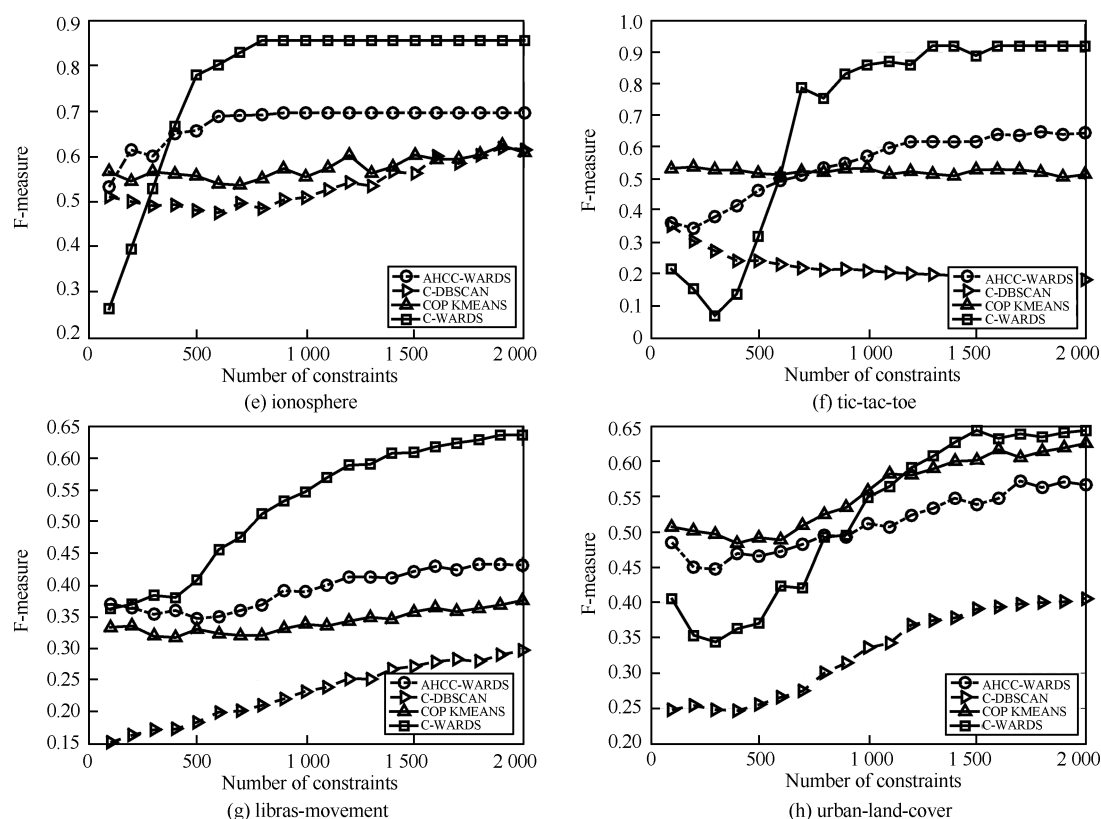 0.9
0.8
0.7
0.6
0.5
0.4
0.3
0.2
F-measure
AHCC-WARDS
C-DBSCAN
COP KMEANS
C-WARDS
0 500 1 000 1 500 2 000
Number of constraints
(e) ionosphere
1.0
0.9
0.8
0.7
0.6
0.5
0.4
0.3
0.2
0.1
0
F-measure
AHCC-WARDS
C-DBSCAN
COP KMEANS
C-WARDS
0 500 1 000 1 500 2 000
Number of constraints
(f) tic-tac-toe
0.65
0.60
0.55
0.50
0.45
0.40
0.35
0.30
0.25
0.20
0.15
F-measure
AHCC-WARDS
C-DBSCAN
COP KMEANS
C-WARDS
0 500 1 000 1 500 2 000
Number of constraints
(g) libras-movement
0.65
0.60
0.55
0.50
0.45
0.40
0.35
0.30
0.25
0.20
F-measure
AHCC-WARDS
C-DBSCAN
COP KMEANS
C-WARDS
0 500 1 000 1 500 2 000
Number of constraints
(h) urban-land-cover